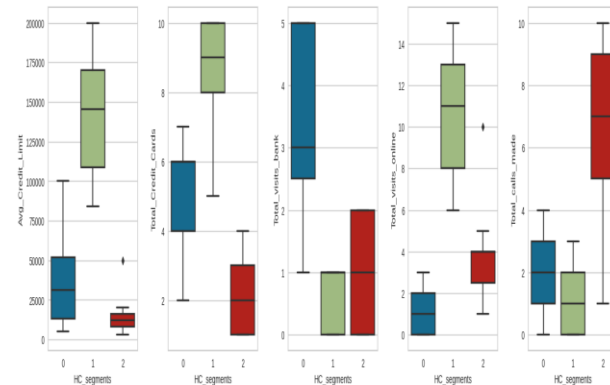 Avg_Credit_Limit
200000
175000
150000
125000
100000
75000
50000
25000
0
0 1 2
HC_segments
Total_Credit_Cards
10
8
6
4
2
0 1 2
HC_segments
Total_visits_bank
5
4
3
2
1
0
0 1 2
HC_segments
Total_visits_online
14
12
10
8
6
4
2
0
0 1 2
HC_segments
Total_calls_made
10
8
6
4
2
0
0 1 2
HC_segments